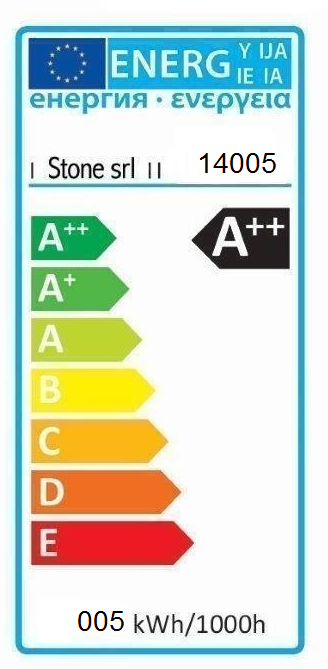 ENERG Y IJA
IE IA
енергия · ενεργεια
I Stone srl I I 14005
A++ A++
A+
A
B
C
D
E
005 kWh/1000h